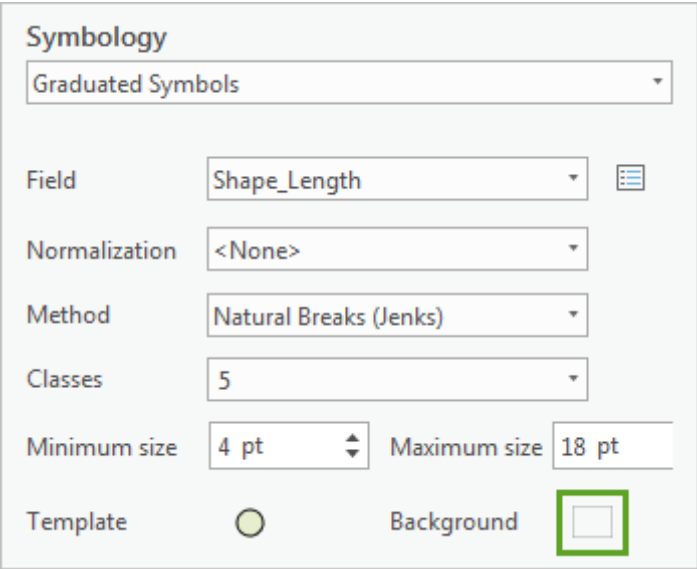 Symbology
Graduated Symbols
Field Shape_Length
Normalization <None>
Method Natural Breaks (Jenks)
Classes 5
Minimum size 4 pt Maximum size 18 pt
Template Background